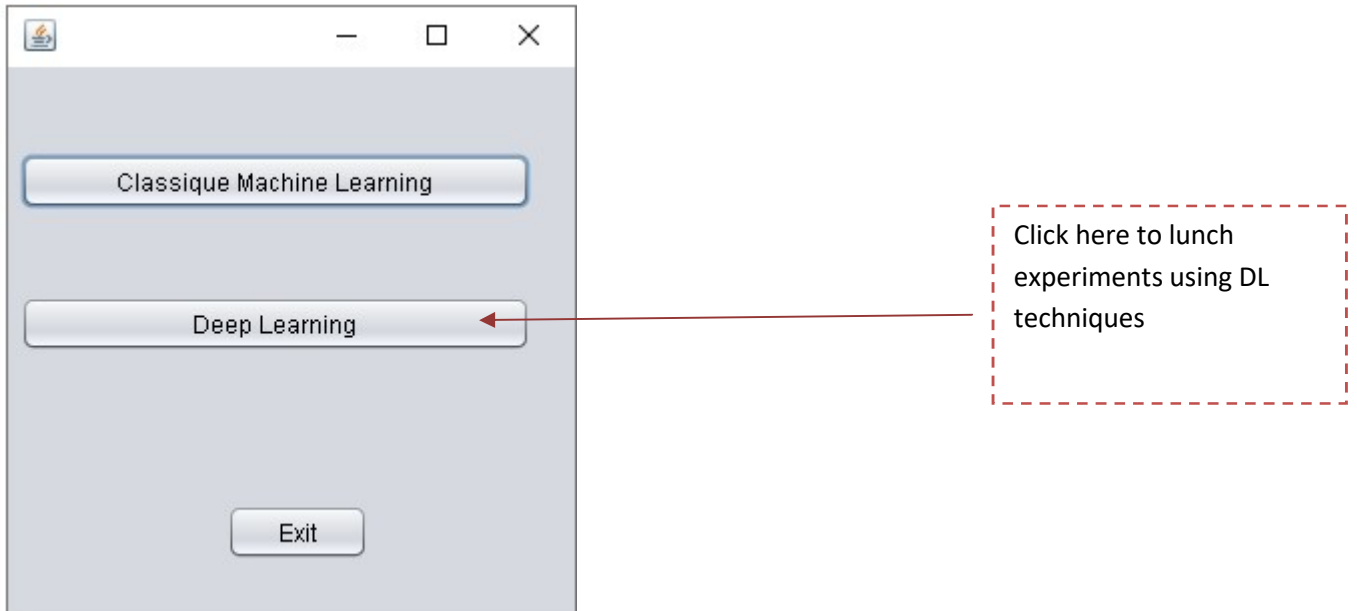 Classique Machine Learning
Deep Learning
Exit
Click here to lunch
experiments using DL
techniques